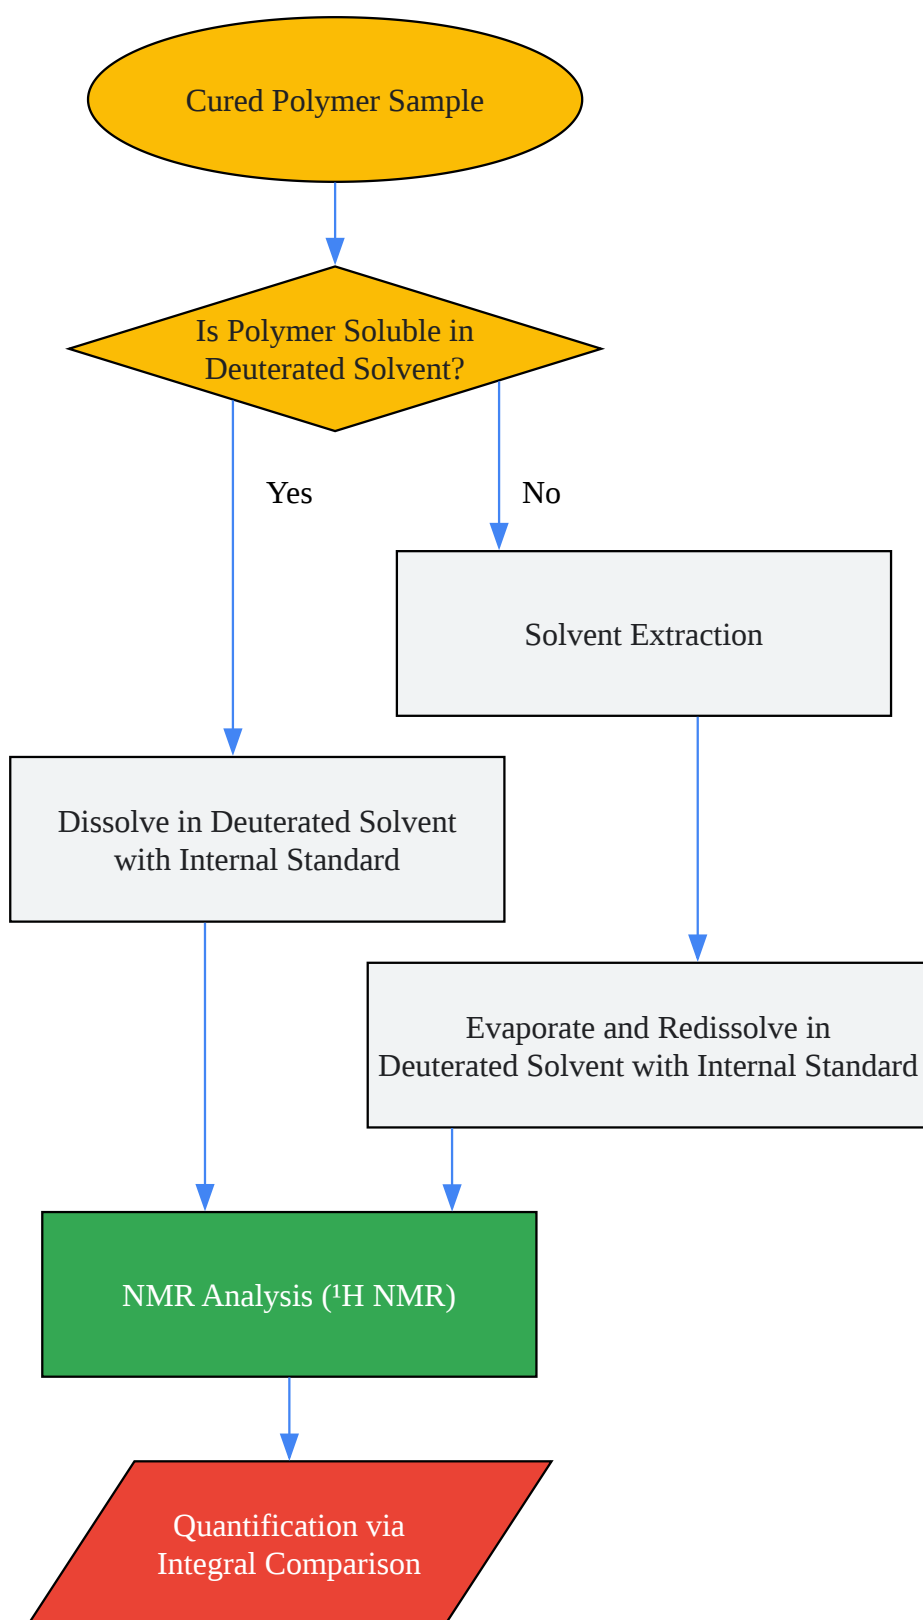 Cured Polymer Sample
Is Polymer Soluble in
Deuterated Solvent?
Yes
No
Solvent Extraction
Dissolve in Deuterated Solvent
with Internal Standard
Evaporate and Redissolve in
Deuterated Solvent with Internal Standard
NMR Analysis (¹H NMR)
Quantification via
Integral Comparison